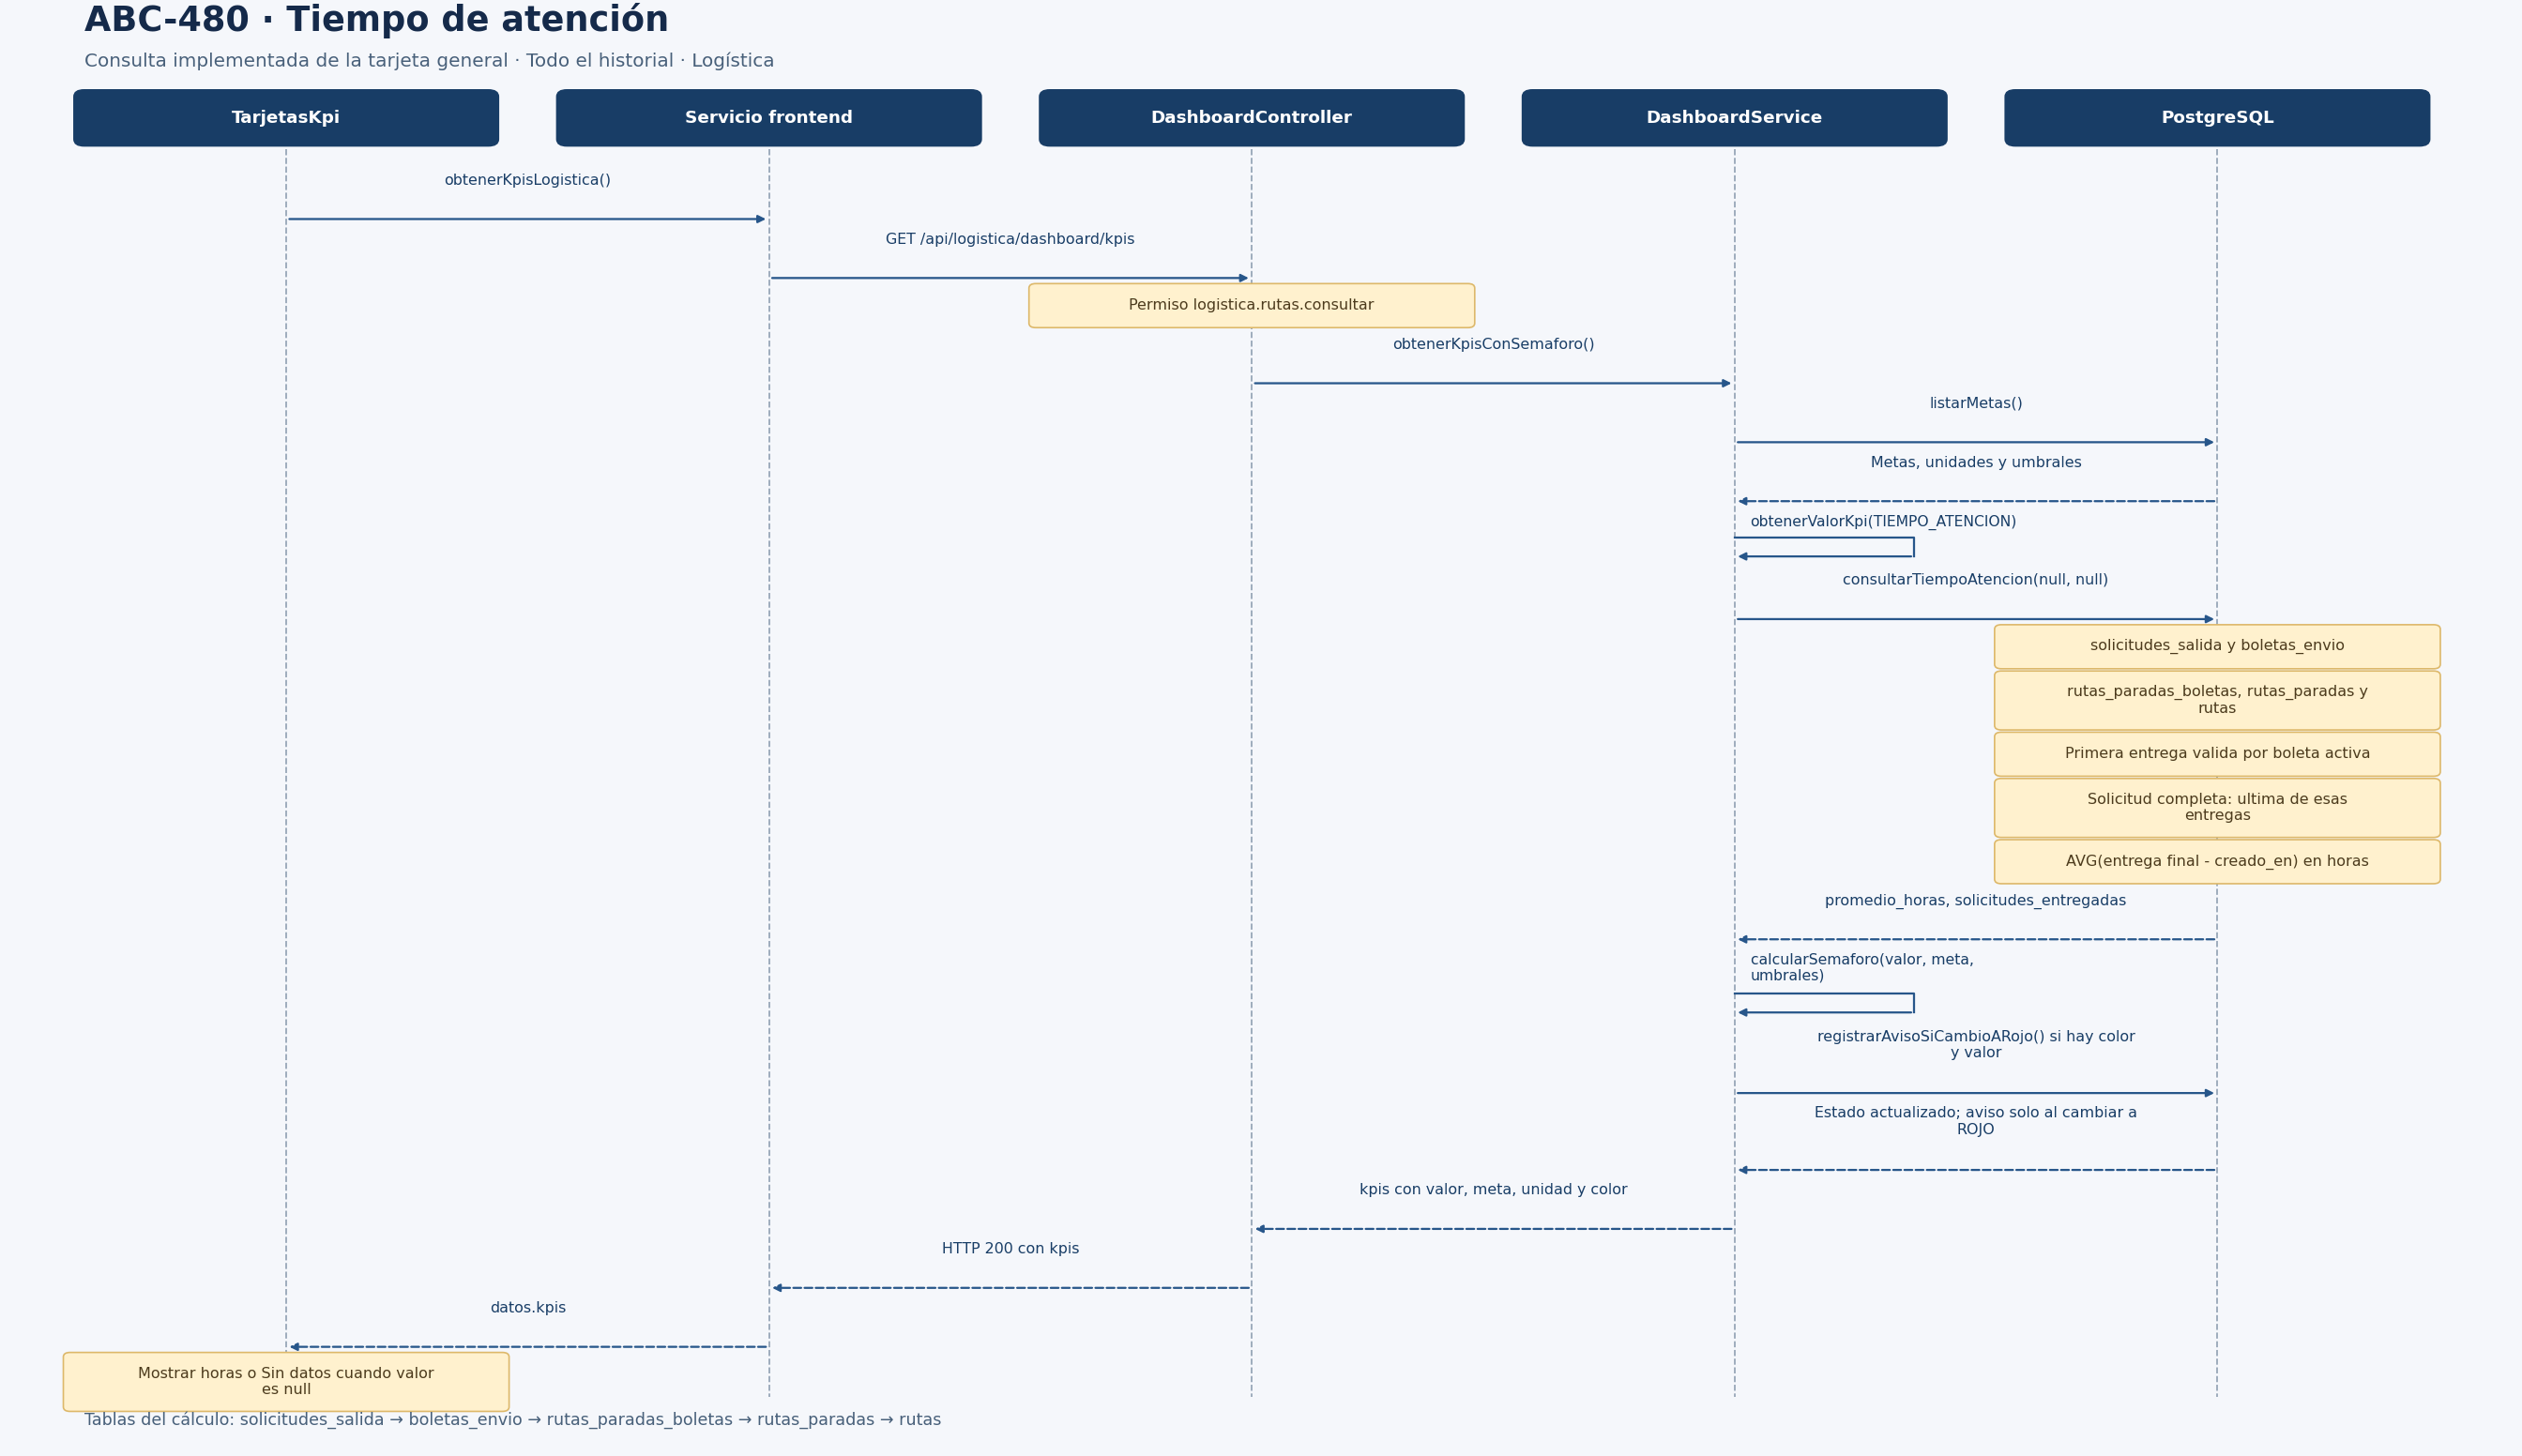 ABC-480 · Tiempo de atención
Consulta implementada de la tarjeta general · Todo el historial · Logística
TarjetasKpi
Servicio frontend
DashboardController
DashboardService
PostgreSQL
obtenerKpisLogistica()
GET /api/logistica/dashboard/kpis
Permiso logistica.rutas.consultar
obtenerKpisConSemaforo()
listarMetas()
Metas, unidades y umbrales
obtenerValorKpi(TIEMPO_ATENCION)
consultarTiempoAtencion(null, null)
solicitudes_salida y boletas_envio
rutas_paradas_boletas, rutas_paradas y
rutas
Primera entrega valida por boleta activa
Solicitud completa: ultima de esas
entregas
AVG(entrega final - creado_en) en horas
promedio_horas, solicitudes_entregadas
calcularSemaforo(valor, meta,
umbrales)
registrarAvisoSiCambioARojo() si hay color
y valor
Estado actualizado; aviso solo al cambiar a
ROJO
kpis con valor, meta, unidad y color
HTTP 200 con kpis
datos.kpis
Mostrar horas o Sin datos cuando valor
es null
Tablas del cálculo: solicitudes_salida → boletas_envio → rutas_paradas_boletas → rutas_paradas → rutas